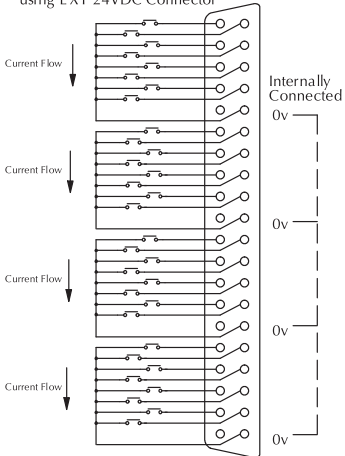 using EXT 24VDC Connector
Current Flow
Internally
Connected
0v
Current Flow
0v
Current Flow
0v
Current Flow
0v